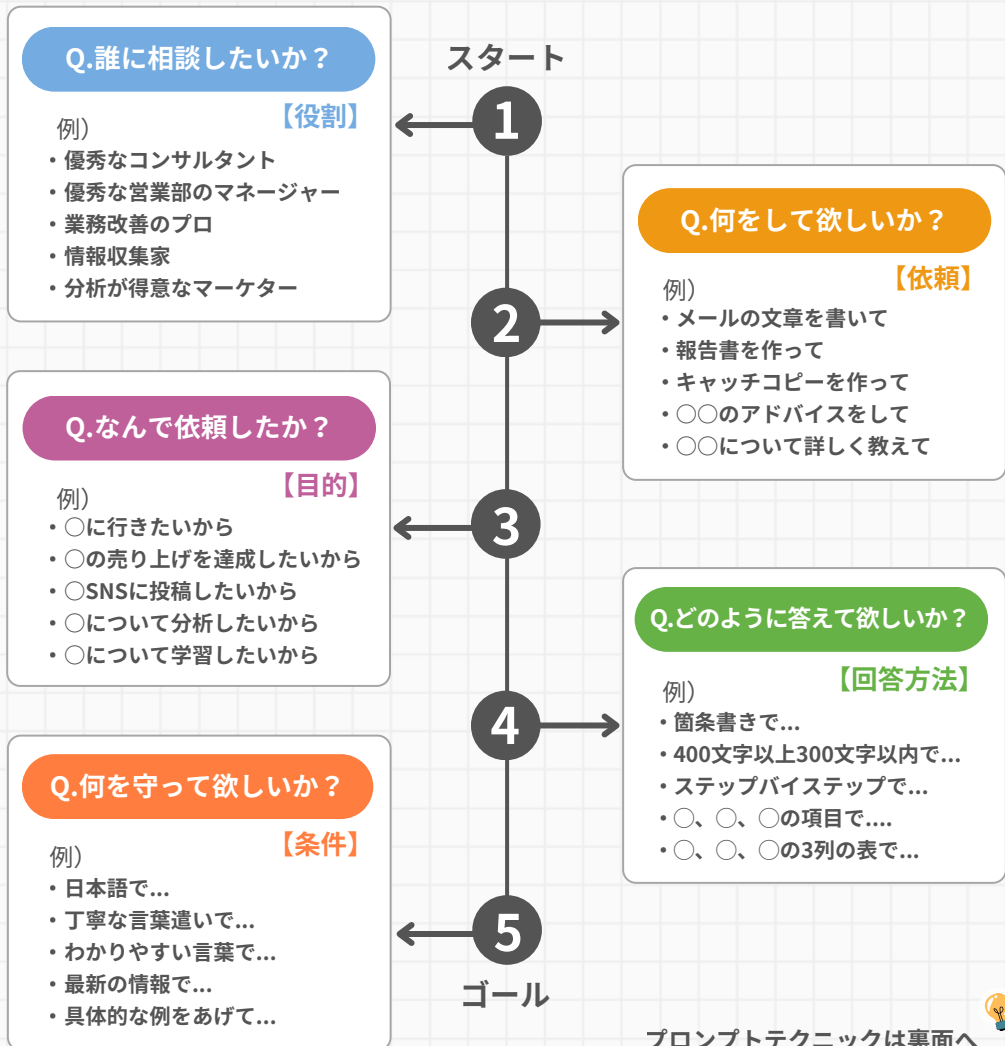 スタート
1
Q.誰に相談したいか？
【役割】
例）
・優秀なコンサルタント
・優秀な営業部のマネージャー
・業務改善のプロ
・情報収集家
・分析が得意なマーケター
2
Q.何をして欲しいか？
【依頼】
例）
・メールの文章を書いて
・報告書を作って
・キャッチコピーを作って
・○○のアドバイスをして
・○○について詳しく教えて
3
Q.なんで依頼したか？
【目的】
例）
・○に行きたいから
・○の売り上げを達成したいから
・○SNSに投稿したいから
・○について分析したいから
・○について学習したいから
4
Q.どのように答えて欲しいか？
【回答方法】
例）
・箇条書きで...
・400文字以上300文字以内で...
・ステップバイステップで...
・○、○、○の項目で....
・○、○、○の3列の表で...
5
Q.何を守って欲しいか？
【条件】
例）
・日本語で...
・丁寧な言葉遣いで...
・わかりやすい言葉で...
・最新の情報で...
・具体的な例をあげて...
ゴール
プロンプトテクニックは裏面へ